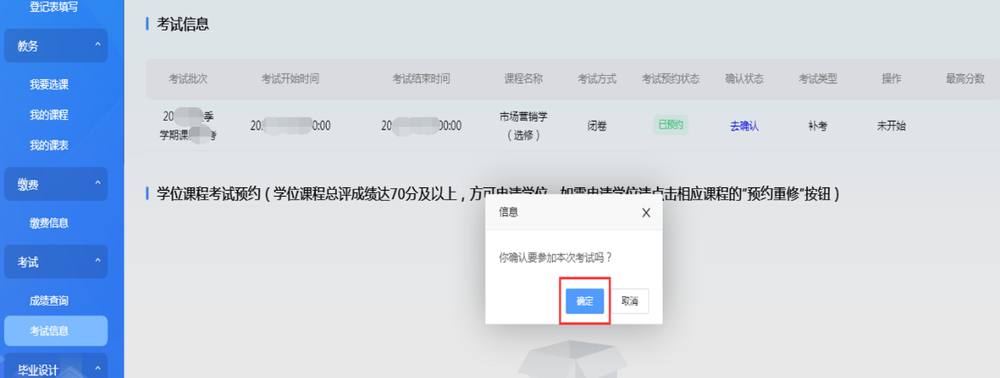 登记表填写
教务
我要选课
我的课程
我的课表
缴费
缴费信息
考试
成绩查询
考试信息
毕业设计
考试信息
考试批次 考试开始时间 考试结束时间 课程名称 考试方式 考试预约状态 确认状态 考试类型 操作 最高分数
20 季
学期课 考
20. 0:00
20 00:00
市场营销学
（选修）
闭卷
已预约
去确认
补考
未开始
学位课程考试预约（学位课程总评成绩达70分及以上，方可申请学位，如需申请学位请点击相应课程的“预约重修”按钮）
信息 X
你确认要参加本次考试吗？
确定 取消